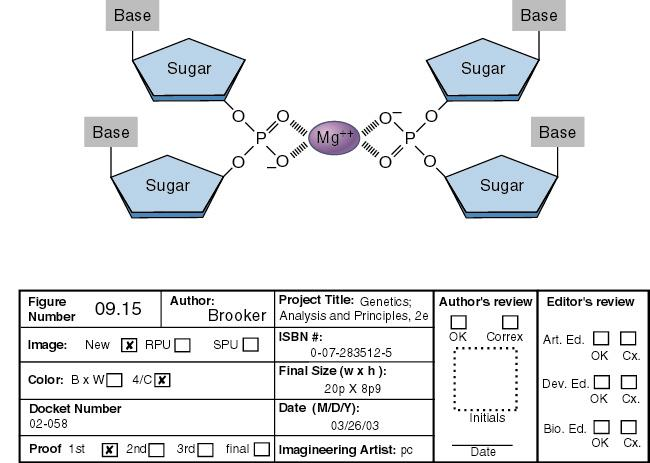 Base Base
Sugar Sugar
O O O⁻ O
Base P Mg⁺⁺ P Base
O ⁻O O O
Sugar Sugar
Figure Number 09.15
Author: Brooker
Project Title: Genetics;
Analysis and Principles, 2e
Image: New ☒ RPU ☐ SPU ☐
ISBN #:
0-07-283512-5
Color: B x W ☐ 4/C ☒
Final Size (w x h ):
20p X 8p9
Docket Number
02-058
Date (M/D/Y):
03/26/03
Proof 1st ☒ 2nd ☐ 3rd ☐ final ☐
Imagineering Artist: pc
Author's review
OK Correx
Initials
Date
Editor's review
Art. Ed.
OK Cx.
Dev. Ed.
OK Cx.
Bio. Ed.
OK Cx.